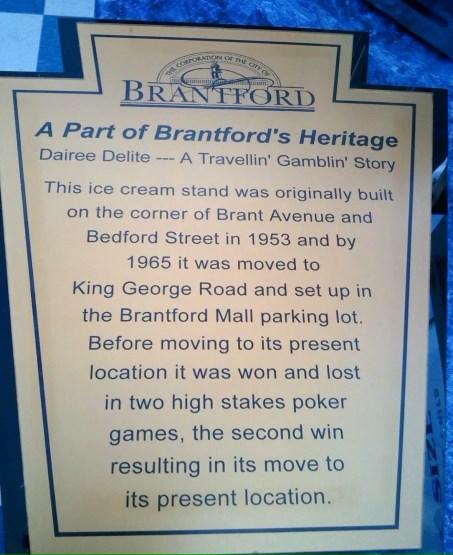 THE CORPORATION OF THE CITY OF
BRANTFORD
A Part of Brantford's Heritage
Dairee Delite --- A Travellin' Gamblin' Story
This ice cream stand was originally built
on the corner of Brant Avenue and
Bedford Street in 1953 and by
1965 it was moved to
King George Road and set up in
the Brantford Mall parking lot.
Before moving to its present
location it was won and lost
in two high stakes poker
games, the second win
resulting in its move to
its present location.